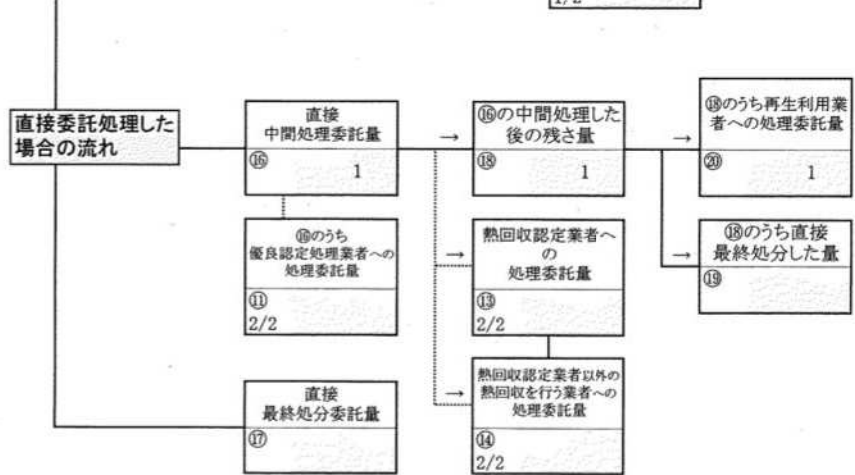 1/2
直接委託処理した
場合の流れ
直接
中間処理委託量
⑯
1
→
⑯の中間処理した
後の残さ量
⑱
1
→
⑱のうち再生利用業
者への処理委託量
⑳
1
⑯のうち
優良認定処理業者への
処理委託量
⑪
2/2
→
熱回収認定業者へ
の
処理委託量
⑬
2/2
→
⑱のうち直接
最終処分した量
⑲
直接
最終処分委託量
⑰
→
熱回収認定業者以外の
熱回収を行う業者への
処理委託量
⑭
2/2